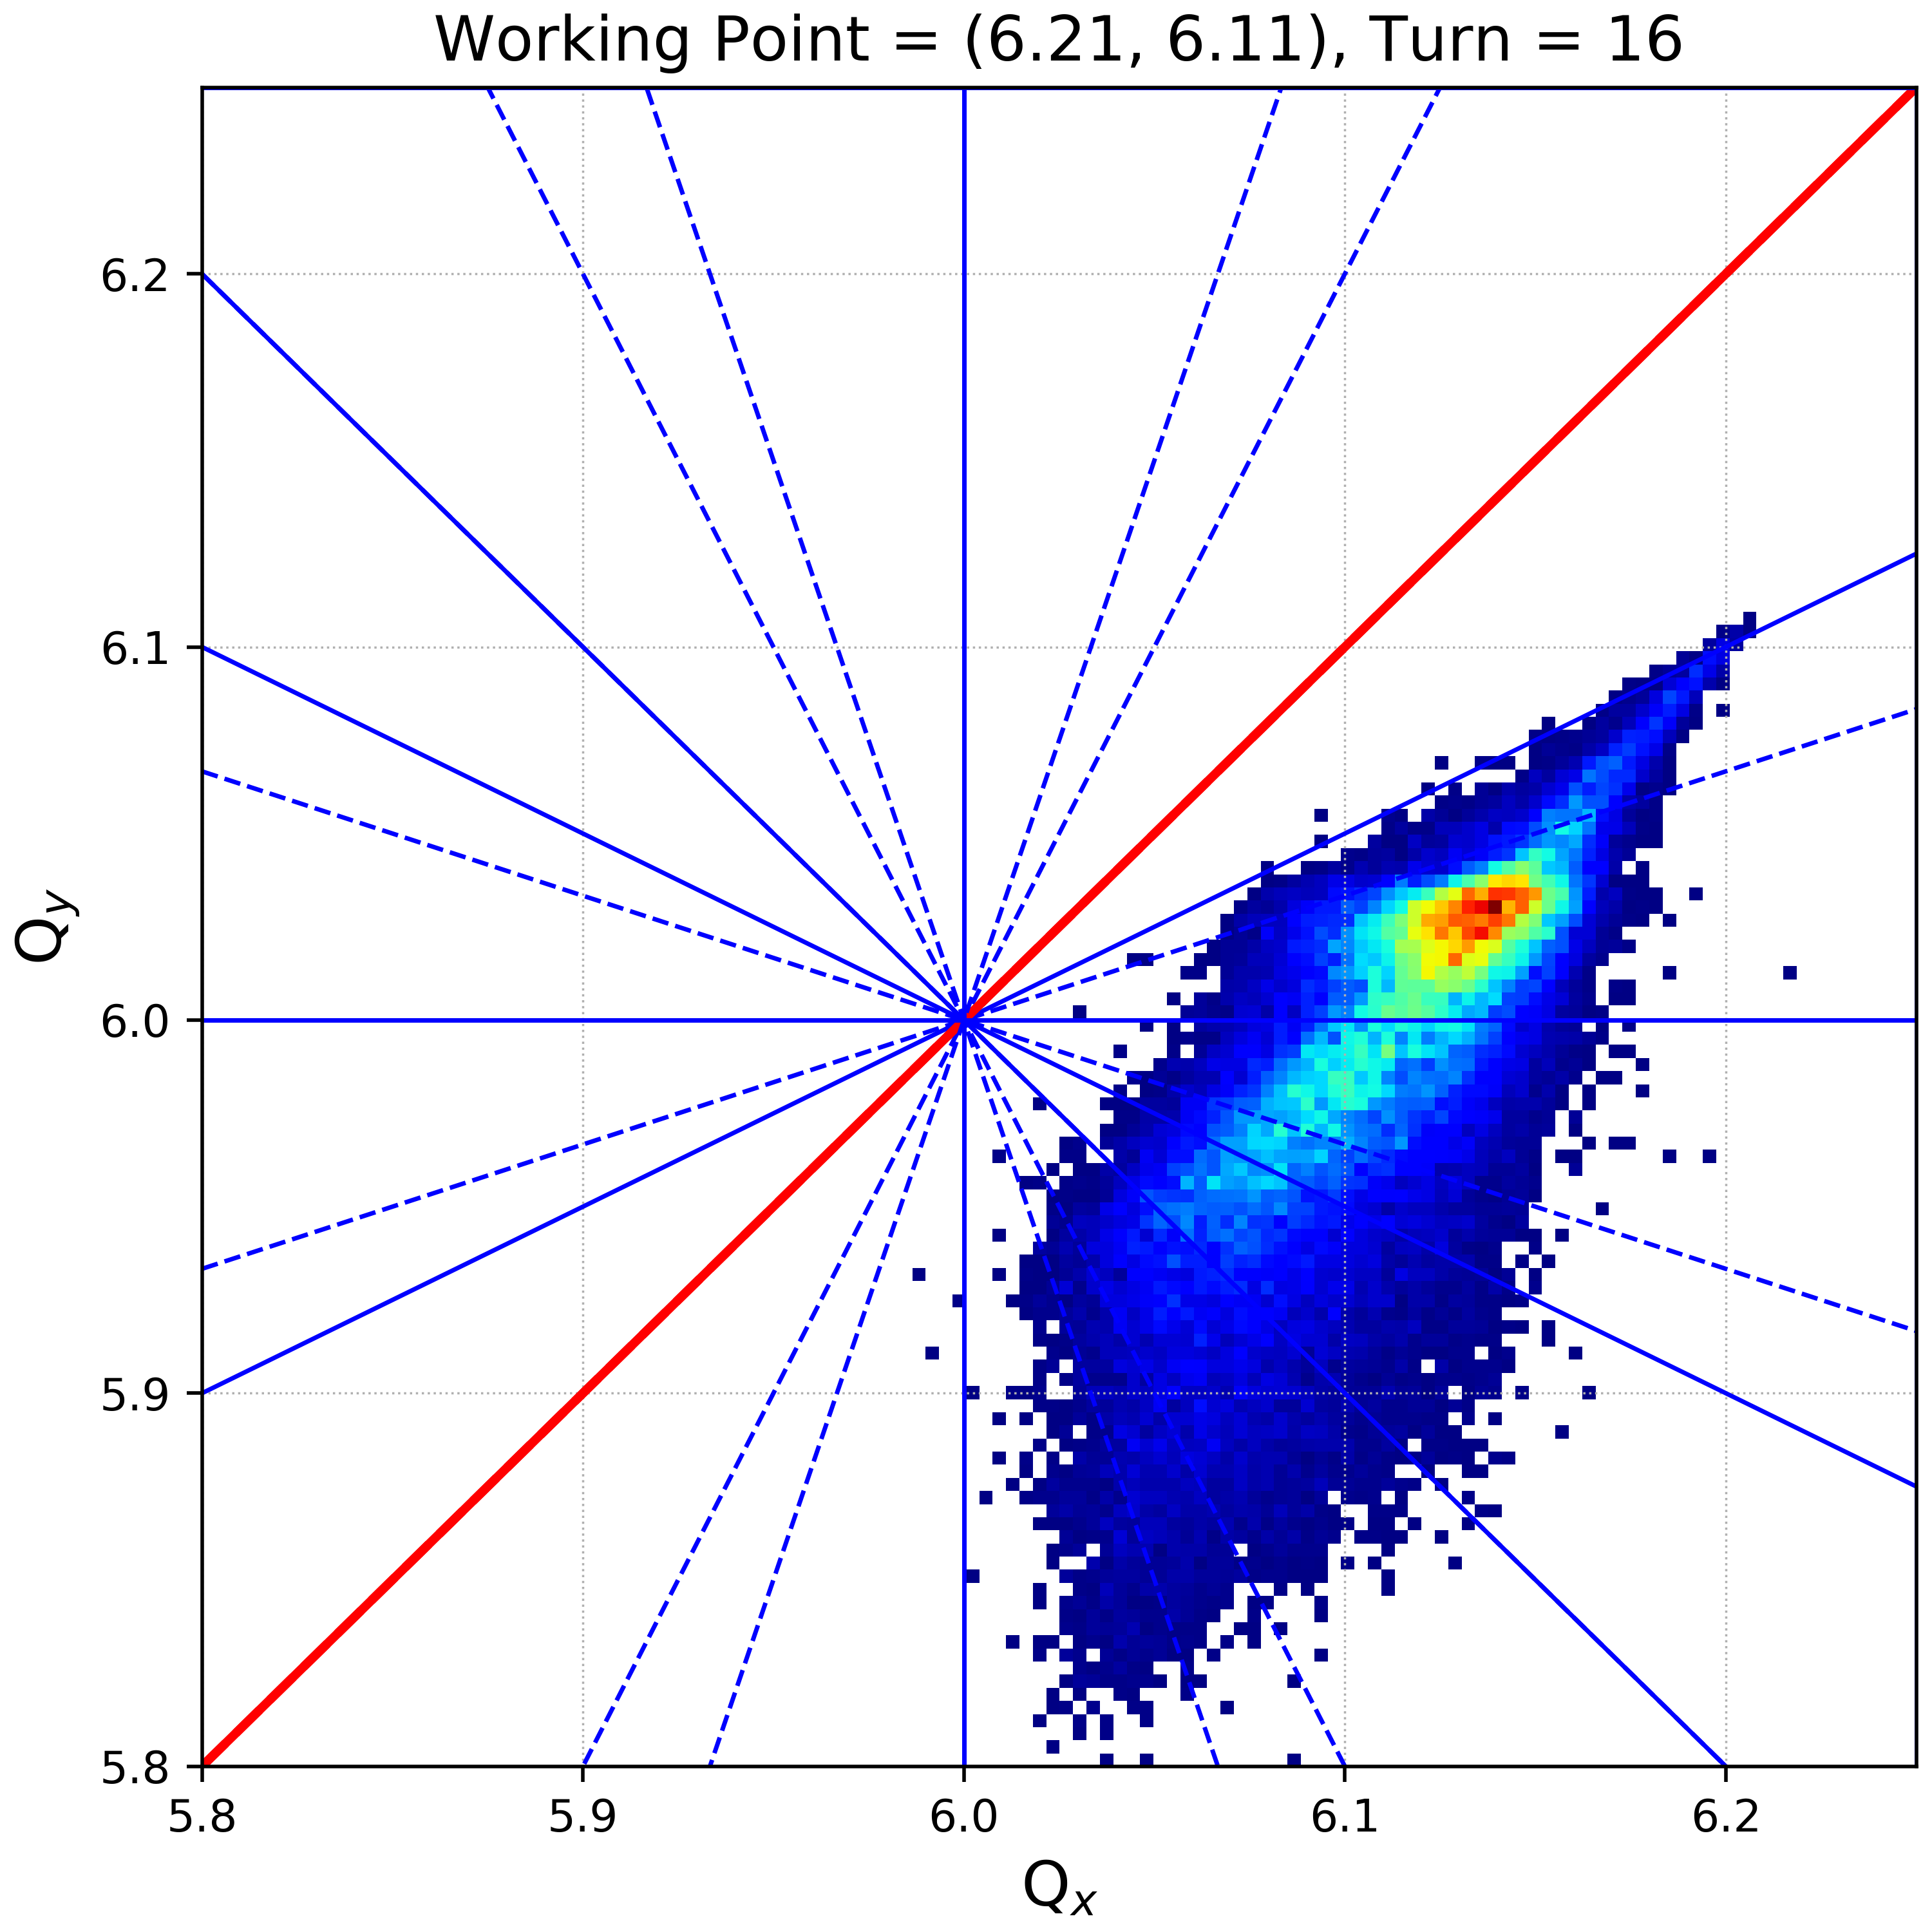 Working Point = (6.21, 6.11), Turn = 16
6.2
6.1
6.0
5.9
5.8
Qy
5.8 5.9 6.0 6.1 6.2
Qx